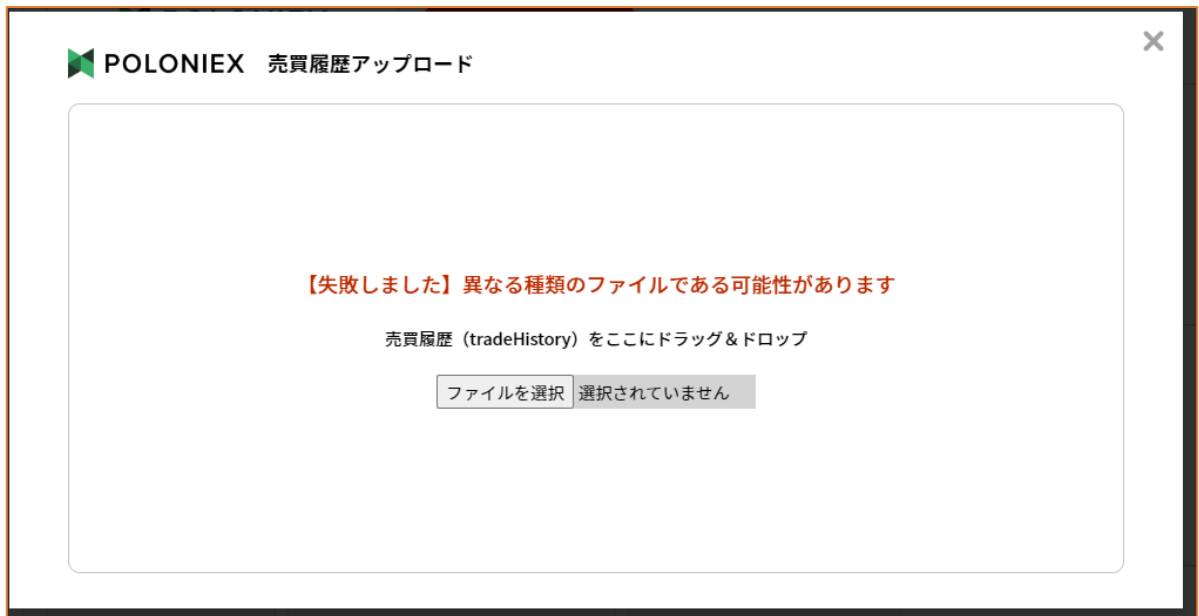 POLONIEX 売買履歴アップロード
【失敗しました】異なる種類のファイルである可能性があります
売買履歴（tradeHistory）をここにドラッグ＆ドロップ
ファイルを選択 選択されていません